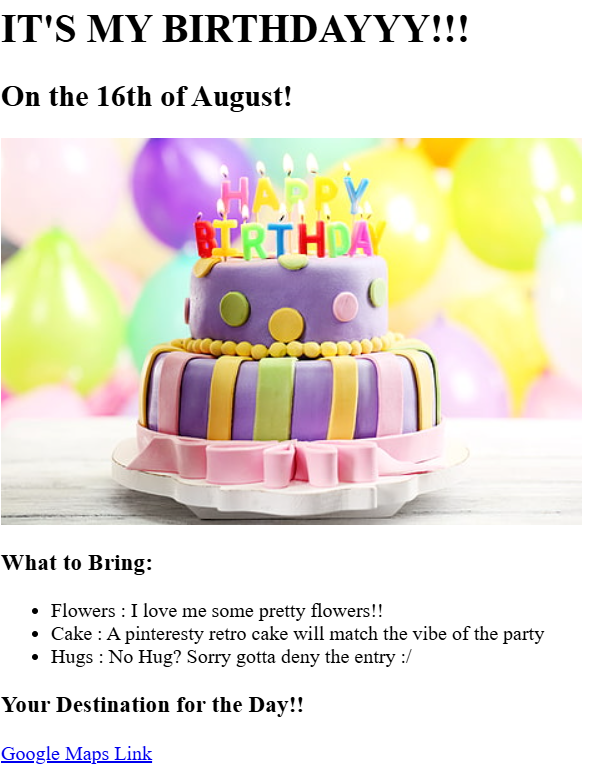 IT'S MY BIRTHDAYYY!!!
On the 16th of August!
HAPPY
BIRTHDAY
What to Bring:
Flowers : I love me some pretty flowers!!
Cake : A pinteresty retro cake will match the vibe of the party
Hugs : No Hug? Sorry gotta deny the entry :/
Your Destination for the Day!!
Google Maps Link